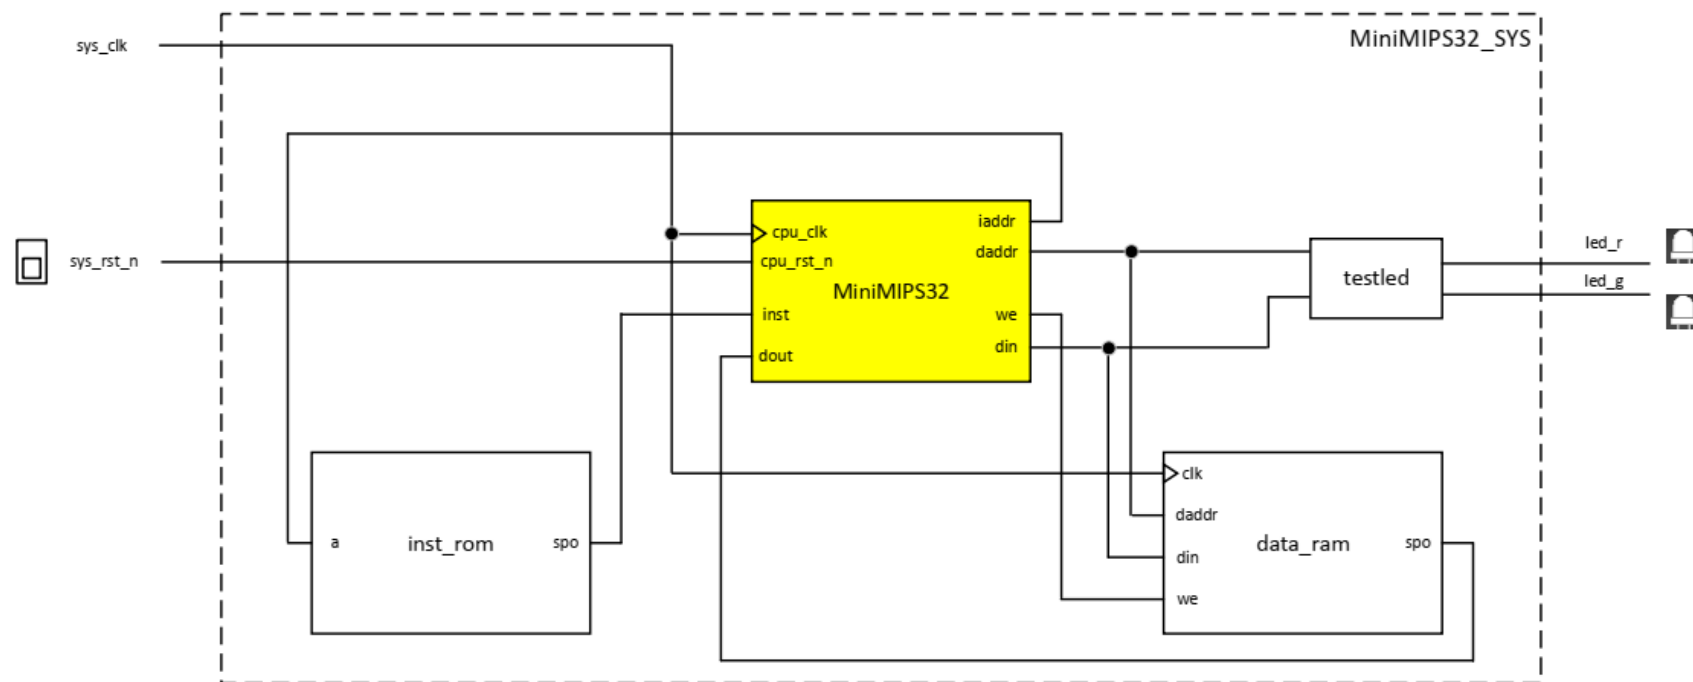 sys_clk
MiniMIPS32_SYS
sys_rst_n
cpu_clk
cpu_rst_n
inst
dout
MiniMIPS32
iaddr
daddr
we
din
testled
led_r
led_g
a
inst_rom
spo
clk
daddr
din
we
data_ram
spo